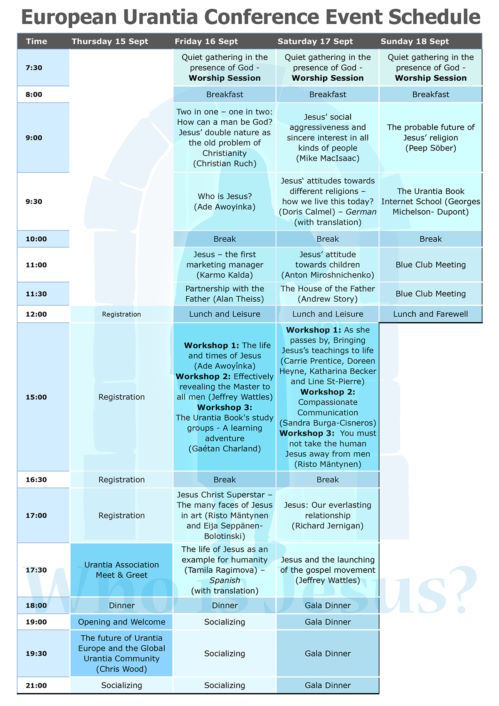 European Urantia Conference Event Schedule
Time Thursday 15 Sept Friday 16 Sept Saturday 17 Sept Sunday 18 Sept
7:30
Quiet gathering in the
presence of God -
Worship Session
Quiet gathering in the
presence of God -
Worship Session
Quiet gathering in the
presence of God -
Worship Session
8:00 Breakfast Breakfast Breakfast
9:00
Two in one – one in two:
How can a man be God?
Jesus' double nature as
the old problem of
Christianity
(Christian Ruch)
Jesus' social
aggressiveness and
sincere interest in all
kinds of people
(Mike MacIsaac)
The probable future of
Jesus' religion
(Peep Sõber)
9:30
Who is Jesus?
(Ade Awoyinka)
Jesus' attitudes towards
different religions –
how we live this today?
(Doris Calmel) – German
(with translation)
The Urantia Book
Internet School (Georges
Michelson- Dupont)
10:00 Break Break Break
11:00
Jesus – the first
marketing manager
(Karmo Kalda)
Jesus' attitude
towards children
(Anton Miroshnichenko)
Blue Club Meeting
11:30
Partnership with the
Father (Alan Theiss)
The House of the Father
(Andrew Story)
Blue Club Meeting
12:00 Registration Lunch and Leisure Lunch and Leisure Lunch and Farewell
15:00
Registration
Workshop 1: The life
and times of Jesus
(Ade Awoyinka)
Workshop 2: Effectively
revealing the Master to
all men (Jeffrey Wattles)
Workshop 3:
The Urantia Book's study
groups - A learning
adventure
(Gaétan Charland)
Workshop 1: As she
passes by, Bringing
Jesus's teachings to life
(Carrie Prentice, Doreen
Heyne, Katharina Becker
and Line St-Pierre)
Workshop 2:
Compassionate
Communication
(Sandra Burga-Cisneros)
Workshop 3: You must
not take the human
Jesus away from men
(Risto Mäntynen)
16:30 Registration Break Break
17:00
Registration
Jesus Christ Superstar –
The many faces of Jesus
in art (Risto Mäntynen
and Eija Seppänen-
Bolotinski)
Jesus: Our everlasting
relationship
(Richard Jernigan)
17:30
Urantia Association
Meet & Greet
The life of Jesus as an
example for humanity
(Tamila Ragimova) –
Spanish
(with translation)
Jesus and the launching
of the gospel movement
(Jeffrey Wattles)
Who is Jesus?
18:00 Dinner Dinner Gala Dinner
19:00 Opening and Welcome Socializing Gala Dinner
19:30
The future of Urantia
Europe and the Global
Urantia Community
(Chris Wood)
Socializing
Gala Dinner
21:00 Socializing Socializing Gala Dinner